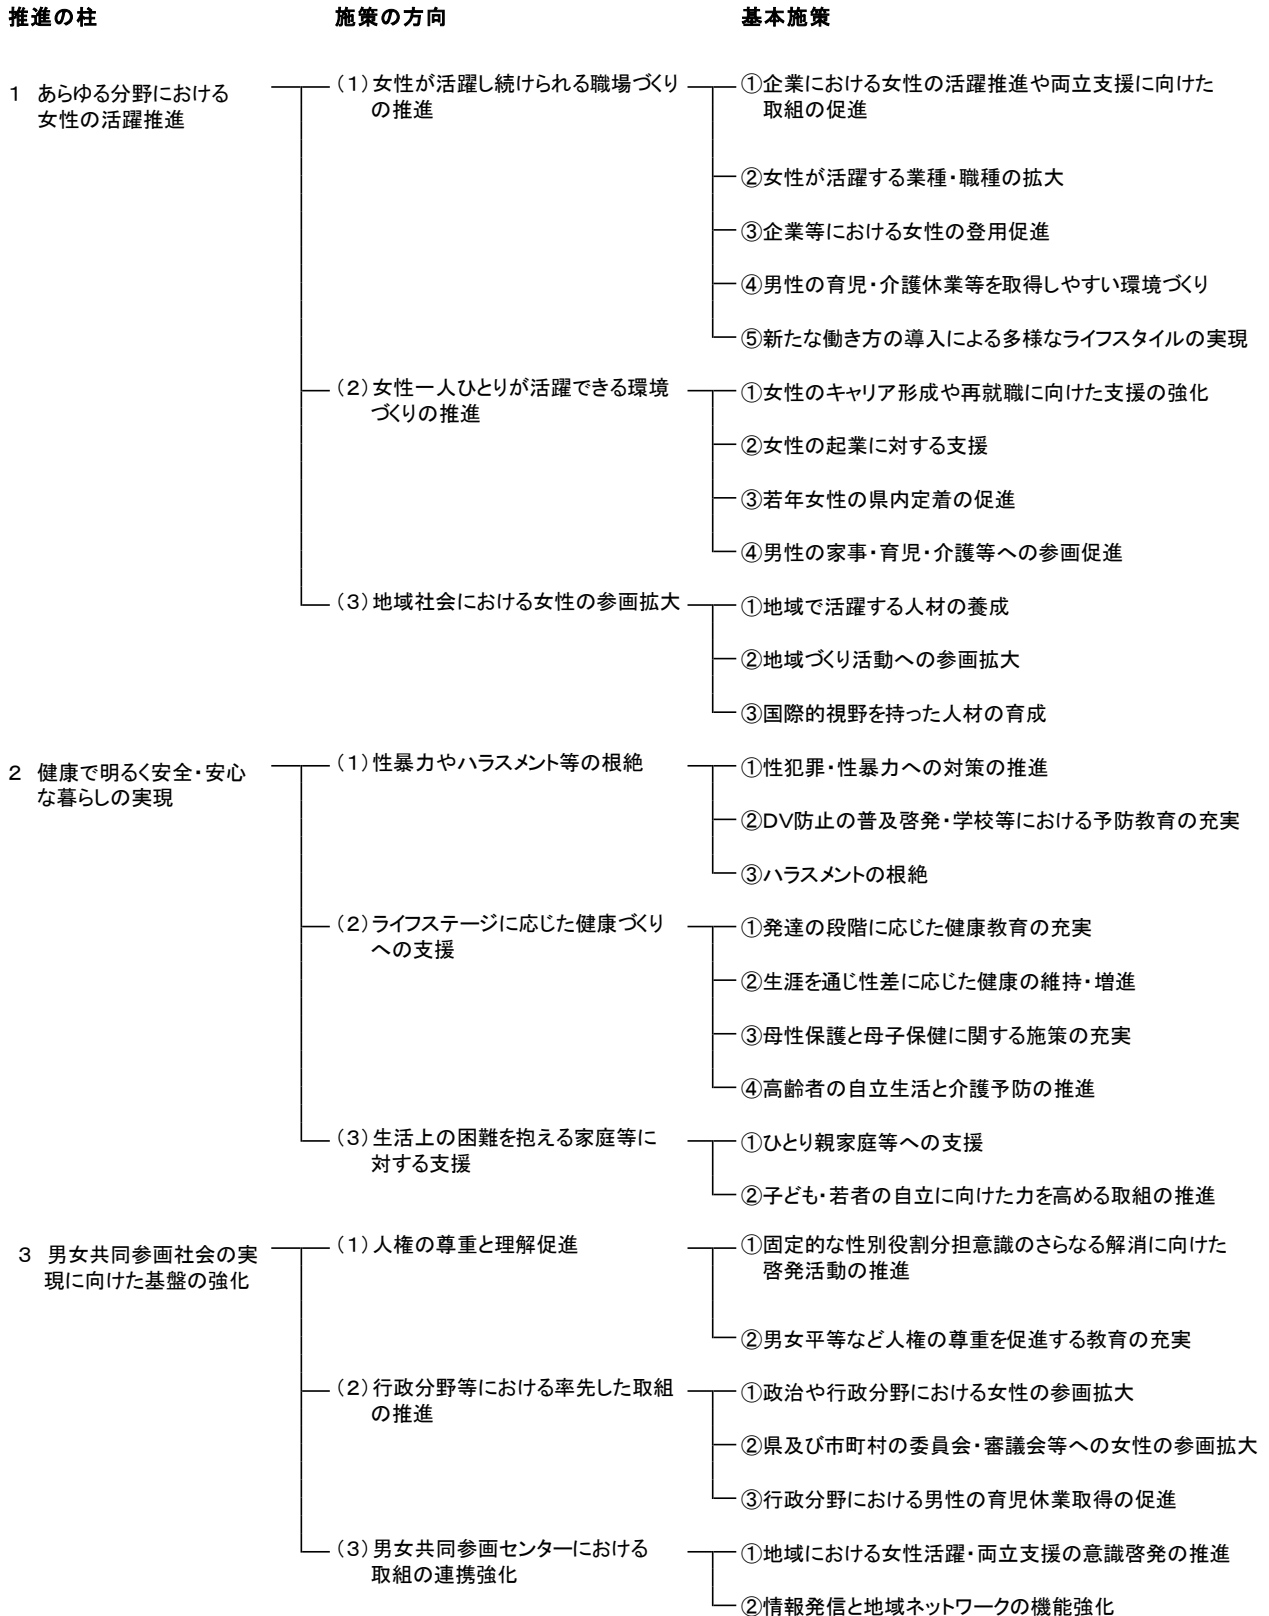 推進の柱
施策の方向
基本施策
1 あらゆる分野における
女性の活躍推進
(1)女性が活躍し続けられる職場づくり
の推進
①企業における女性の活躍推進や両立支援に向けた
取組の促進
②女性が活躍する業種・職種の拡大
③企業等における女性の登用促進
④男性の育児・介護休業等を取得しやすい環境づくり
⑤新たな働き方の導入による多様なライフスタイルの実現
(2)女性一人ひとりが活躍できる環境
づくりの推進
①女性のキャリア形成や再就職に向けた支援の強化
②女性の起業に対する支援
③若年女性の県内定着の促進
④男性の家事・育児・介護等への参画促進
(3)地域社会における女性の参画拡大
①地域で活躍する人材の養成
②地域づくり活動への参画拡大
③国際的視野を持った人材の育成
2 健康で明るく安全・安心
な暮らしの実現
(1)性暴力やハラスメント等の根絶
①性犯罪・性暴力への対策の推進
②DV防止の普及啓発・学校等における予防教育の充実
③ハラスメントの根絶
(2)ライフステージに応じた健康づくり
への支援
①発達の段階に応じた健康教育の充実
②生涯を通じ性差に応じた健康の維持・増進
③母性保護と母子保健に関する施策の充実
④高齢者の自立生活と介護予防の推進
(3)生活上の困難を抱える家庭等に
対する支援
①ひとり親家庭等への支援
②子ども・若者の自立に向けた力を高める取組の推進
3 男女共同参画社会の実
現に向けた基盤の強化
(1)人権の尊重と理解促進
①固定的な性別役割分担意識のさらなる解消に向けた
啓発活動の推進
②男女平等など人権の尊重を促進する教育の充実
(2)行政分野等における率先した取組
の推進
①政治や行政分野における女性の参画拡大
②県及び市町村の委員会・審議会等への女性の参画拡大
③行政分野における男性の育児休業取得の促進
(3)男女共同参画センターにおける
取組の連携強化
①地域における女性活躍・両立支援の意識啓発の推進
②情報発信と地域ネットワークの機能強化